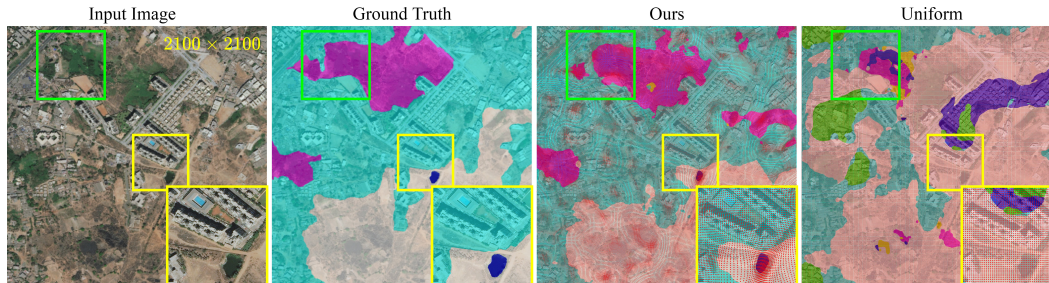 Input Image
Ground Truth
Ours
Uniform
2100 × 2100